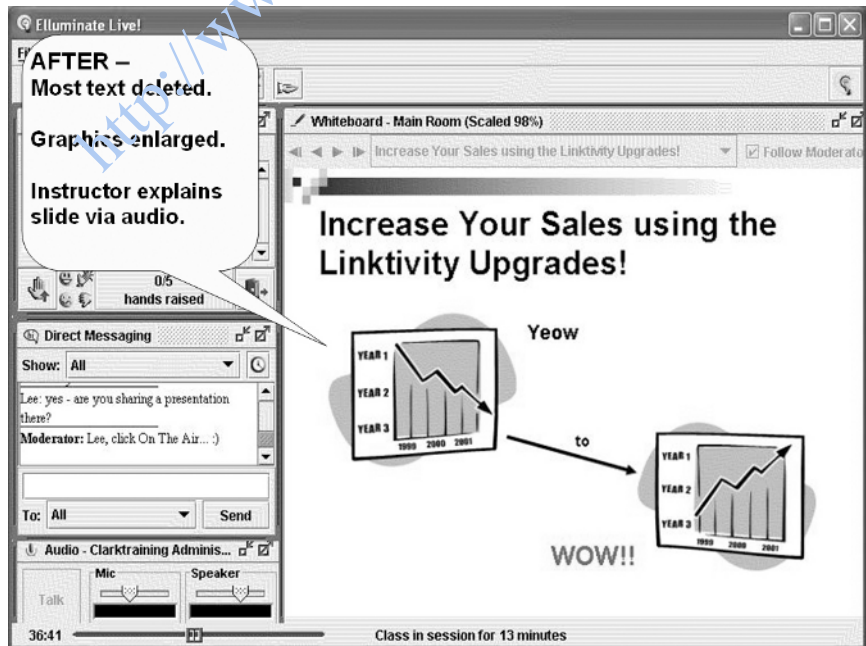 Elluminate Live!
AFTER –
Most text deleted.
Graphics enlarged.
Instructor explains
slide via audio.
http://ww
Whiteboard - Main Room (Scaled 98%)
Increase Your Sales using the Linktivity Upgrades!
Follow Moderato
Increase Your Sales using the
Linktivity Upgrades!
0/5
hands raised
Direct Messaging
Show: All
Lee: yes - are you sharing a presentation
there?
Moderator: Lee, click On The Air... :)
To: All
Send
Audio - Clarktraining Adminis...
Mic
Speaker
Talk
36:41
Class in session for 13 minutes
Yeow
YEAR 1
YEAR 2
YEAR 3
1999 2000 2001
to
YEAR 1
YEAR 2
YEAR 3
1999 2000 2001
WOW!!